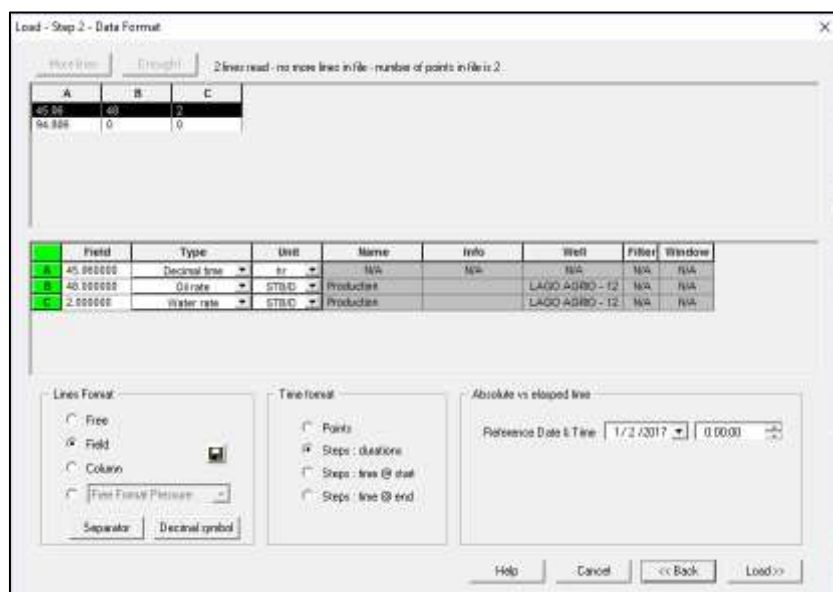 Load - Step 2 - Data Format
More lines Enough! 2 lines read - no more lines in file - number of points in file is 2
A B C
45.06 48 2
94.806 0 0
Field Type Unit Name Info Well Filter Window
A 45.060000 Decimal time hr N/A N/A N/A N/A N/A
B 48.000000 Oil rate STB/D Production LAGO AGRIO - 12 N/A N/A
C 2.000000 Water rate STB/D Production LAGO AGRIO - 12 N/A N/A
Lines Format Time format Absolute vs elapsed time
Free
Field
Column
Free Format Pressure
Separator Decimal symbol
Points
Steps : durations
Steps : time @ start
Steps : time @ end
Reference Date & Time 1/ 2 /2017 0:00:00
Help Cancel << Back Load >>